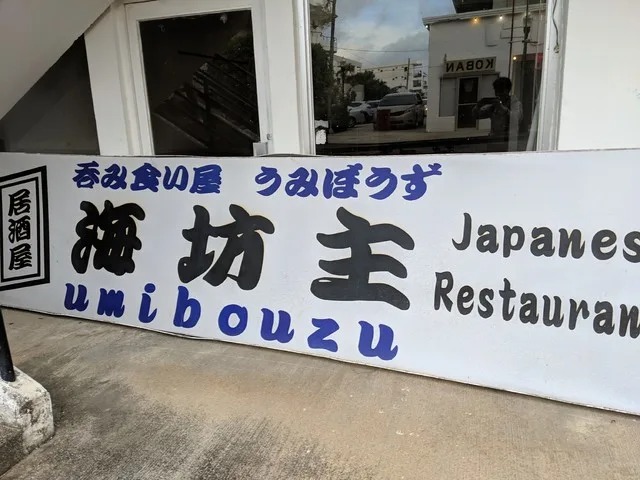 居酒屋
呑み食い屋 うみぼうず
海坊主
umibouzu
Japanes
Restauran
KOBAN